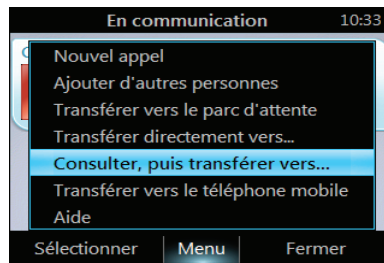 En communication 10:33
Nouvel appel
Ajouter d'autres personnes
Transférer vers le parc d'attente
Transférer directement vers...
Consulter, puis transférer vers...
Transférer vers le téléphone mobile
Aide
Sélectionner Menu Fermer